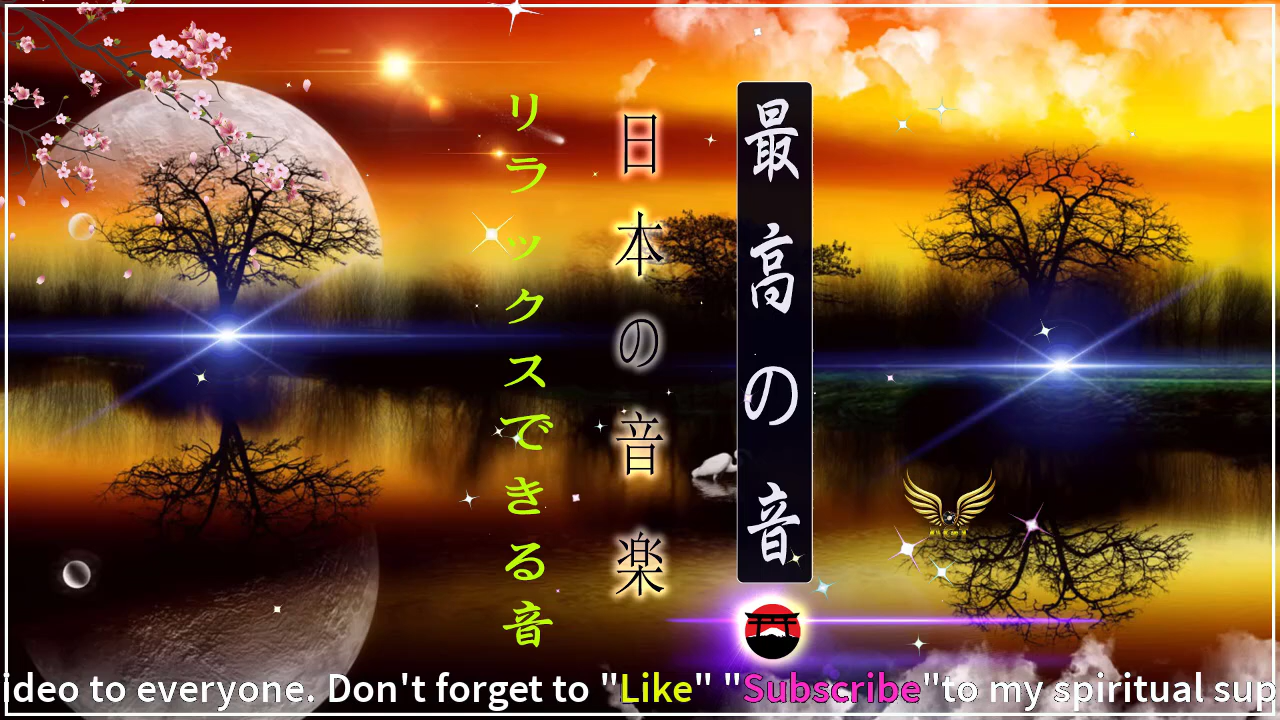 最高の音
日本の音楽
リラックスできる音
ideo to everyone. Don't forget to "Like" "Subscribe"to my spiritual sup